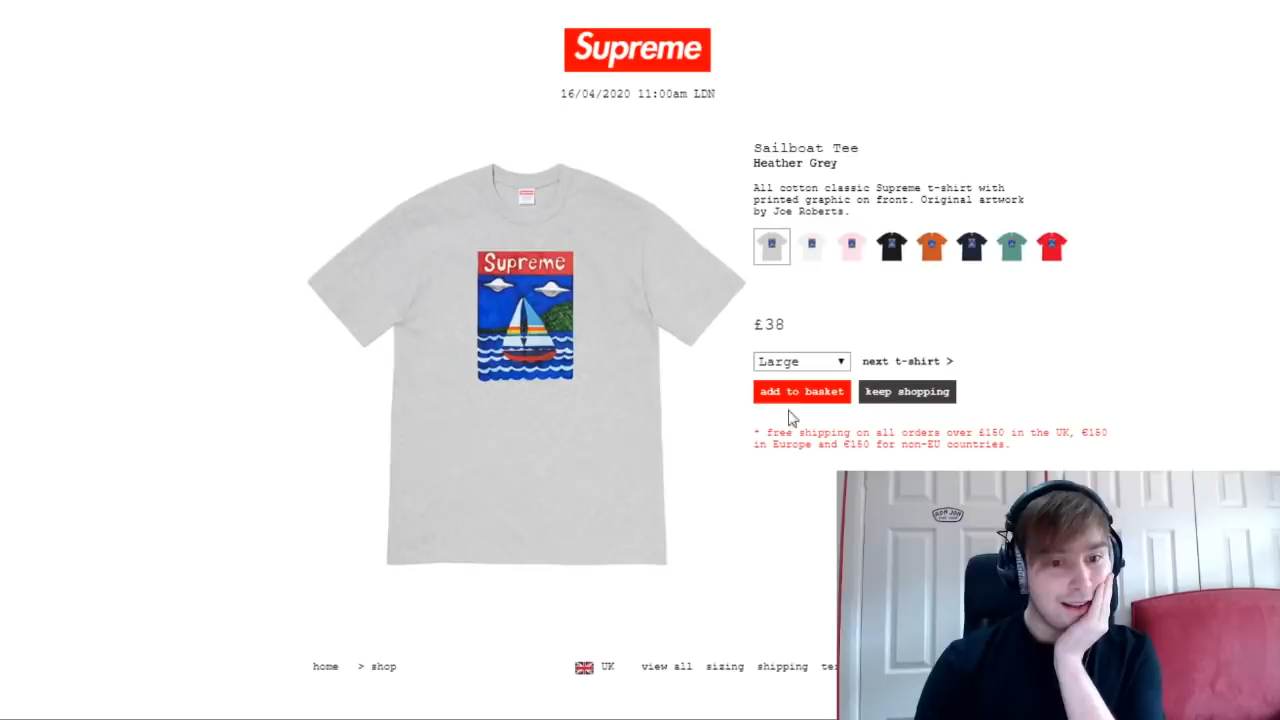 Supreme
16/04/2020 11:00am LDN
Sailboat Tee
Heather Grey
All cotton classic Supreme t-shirt with
printed graphic on front. Original artwork
by Joe Roberts.
Supreme
£38
Large
next t-shirt >
add to basket
keep shopping
* free shipping on all orders over £150 in the UK, €150
in Europe and €150 for non-EU countries.
RON JON
home > shop
UK view all sizing shipping te